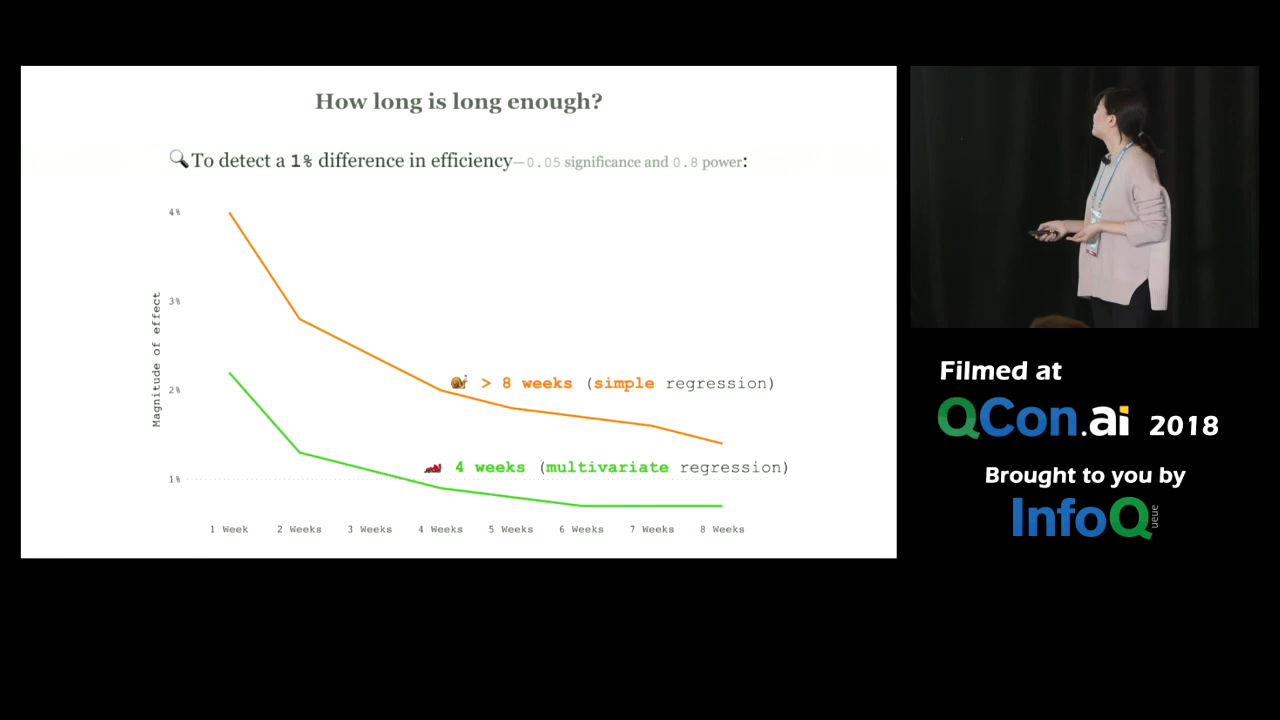 How long is long enough?
To detect a 1% difference in efficiency—0.05 significance and 0.8 power:
4%
3%
2%
1%
Magnitude of effect
> 8 weeks (simple regression)
4 weeks (multivariate regression)
1 Week 2 Weeks 3 Weeks 4 Weeks 5 Weeks 6 Weeks 7 Weeks 8 Weeks
Filmed at
QCon.ai 2018
Brought to you by
InfoQ
queue